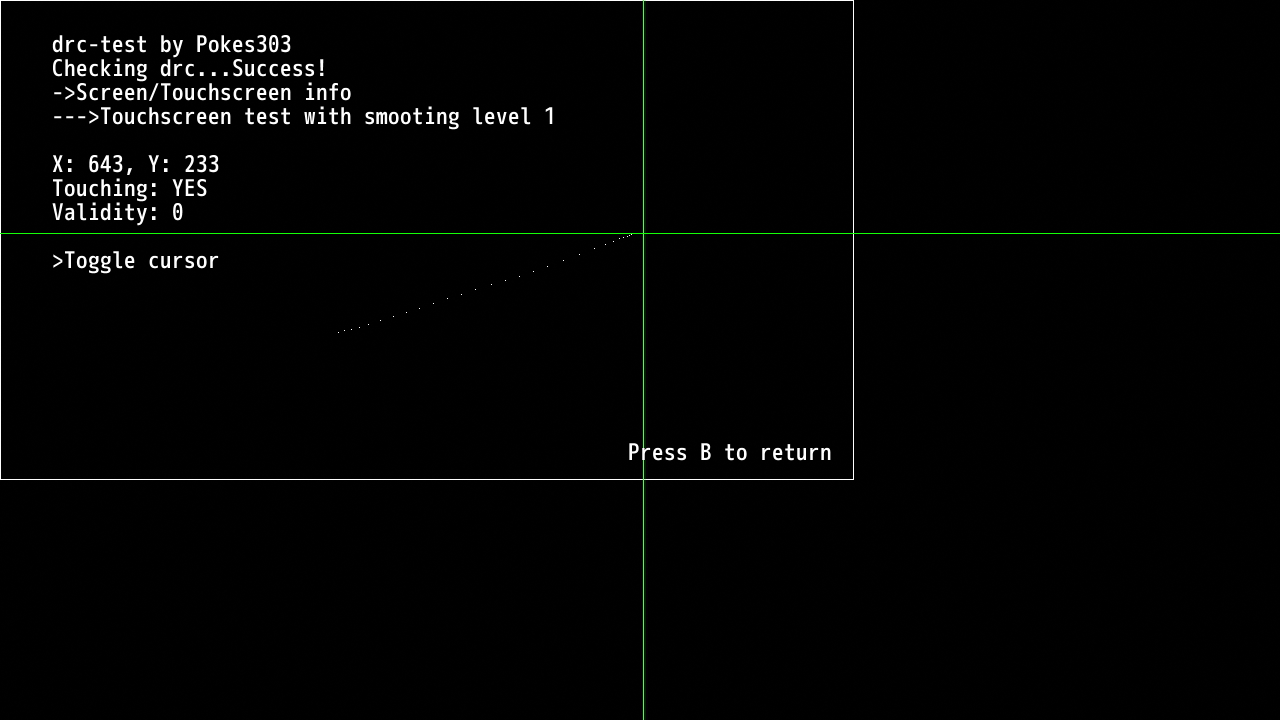 drc-test by Pokes303
Checking drc...Success!
->Screen/Touchscreen info
--->Touchscreen test with smooting level 1
X: 643, Y: 233
Touching: YES
Validity: 0
>Toggle cursor
Press B to return